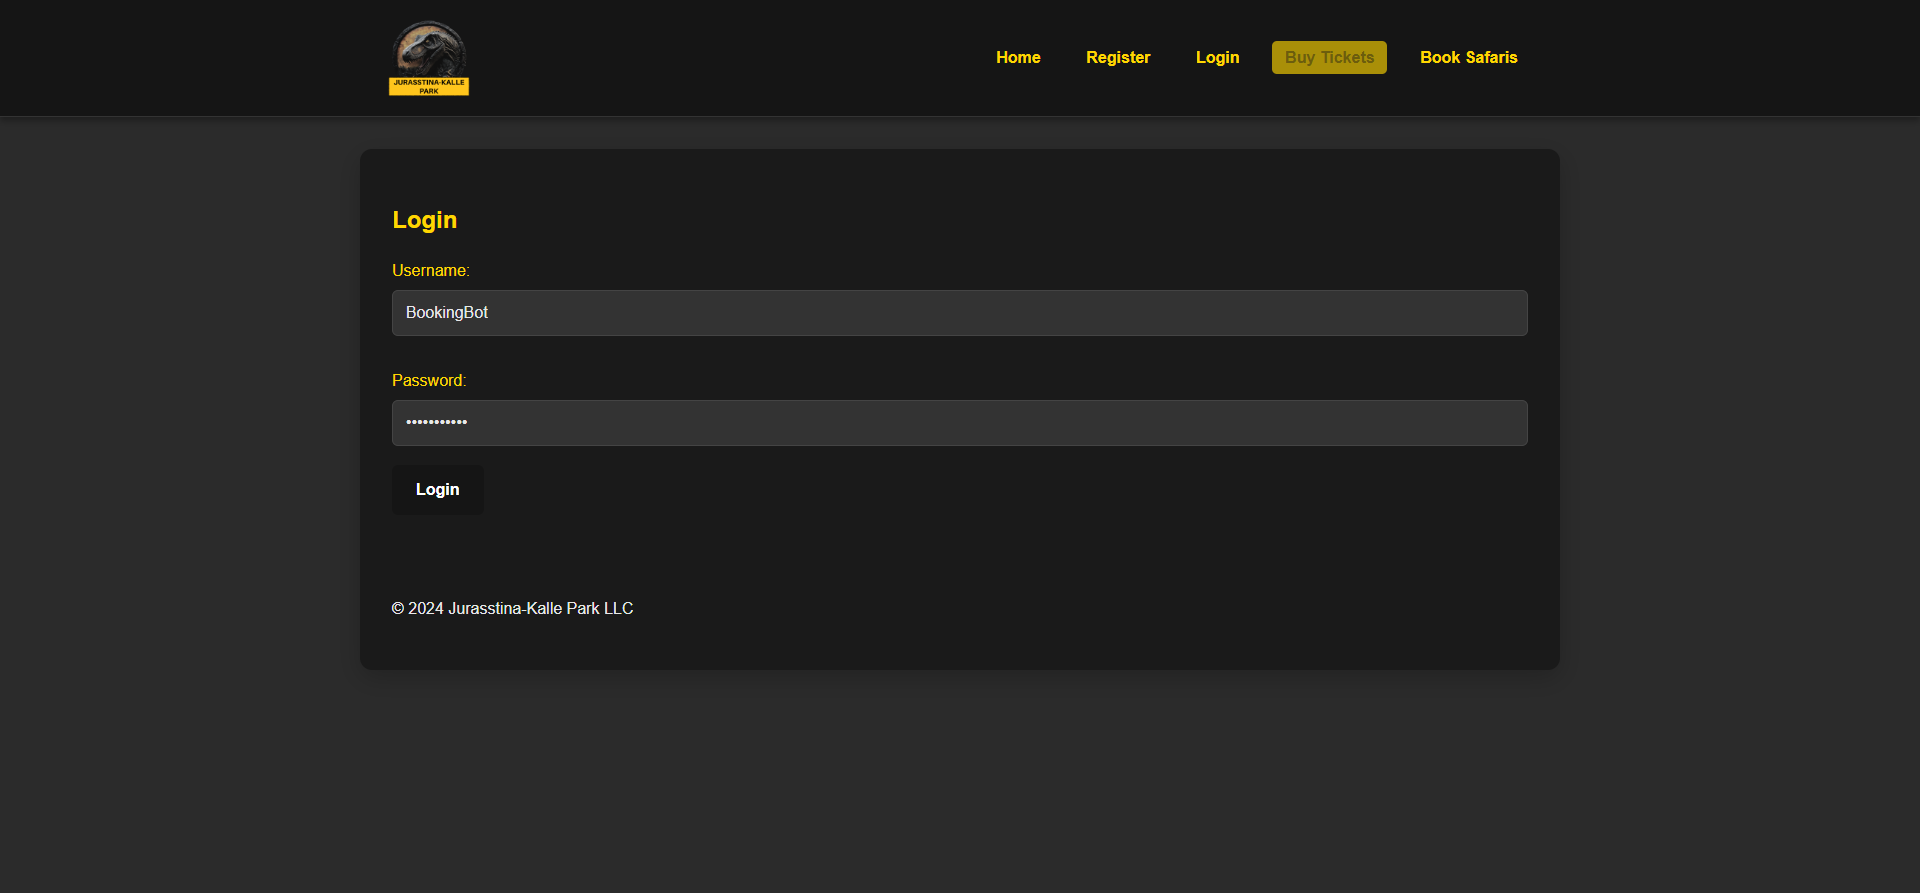 JURASSTINA-KALLE
PARK
Home
Register
Login
Buy Tickets
Book Safaris
Login
Username:
BookingBot
Password:
•••••••••••
Login
© 2024 Jurasstina-Kalle Park LLC